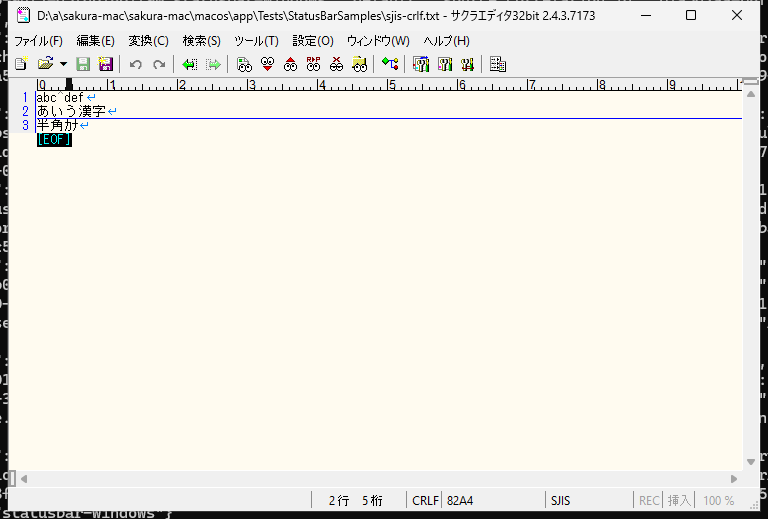 D:\a\sakura-mac\sakura-mac\macos\app\Tests\StatusBarSamples\sjis-crlf.txt - サクラエディタ32bit 2.4.3.7173
ファイル(F) 編集(E) 変換(C) 検索(S) ツール(T) 設定(O) ウィンドウ(W) ヘルプ(H)
0 1 2 3 4 5 6 7 8 9
1 abc^def↵
2 あいう漢字↵
3 半角ｶﾅ↵
[EOF]
2 行 5 桁 CRLF 82A4 SJIS REC 挿入 100 %
"statusbar-windows"}